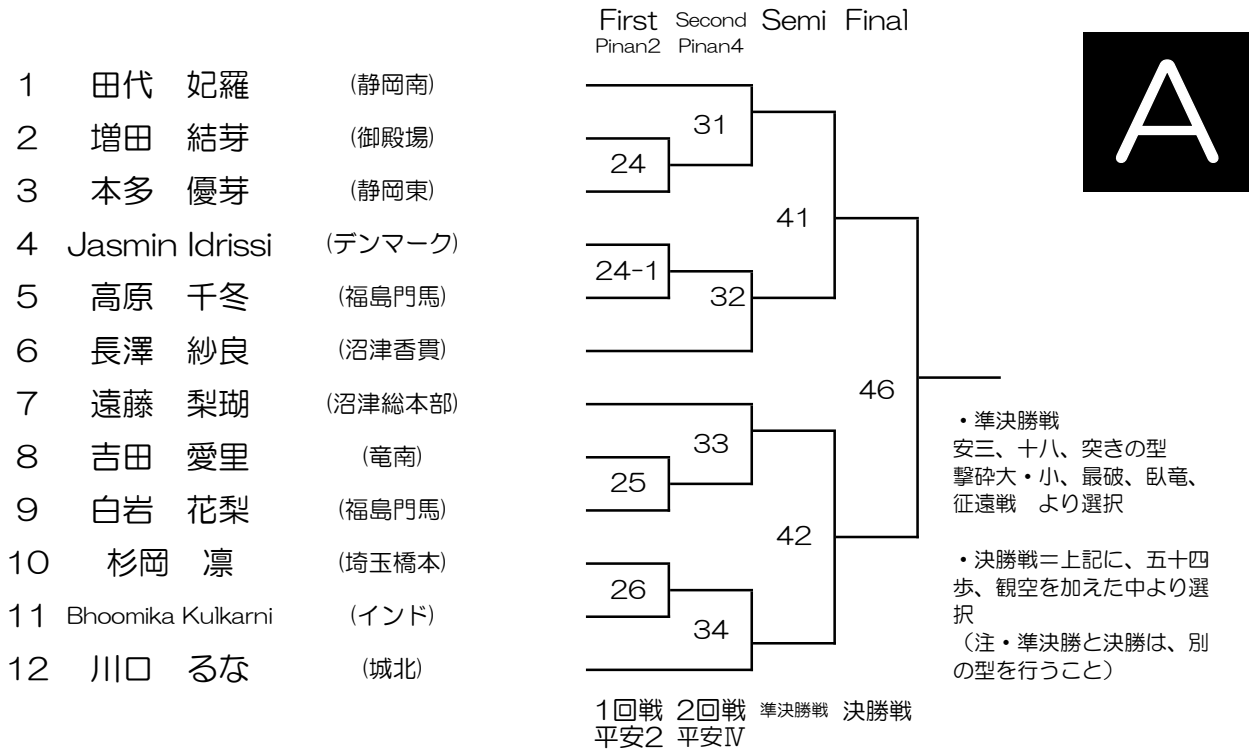 First Second Semi Final
Pinan2 Pinan4
A
1 田代 妃羅 (静岡南)
2 増田 結芽 (御殿場)
3 本多 優芽 (静岡東)
4 Jasmin Idrissi (デンマーク)
5 高原 千冬 (福島門馬)
6 長澤 紗良 (沼津香貫)
7 遠藤 梨瑚 (沼津総本部)
8 吉田 愛里 (竜南)
9 白岩 花梨 (福島門馬)
10 杉岡 凛 (埼玉橋本)
11 Bhoomika Kulkarni (インド)
12 川口 るな (城北)
31
24
41
24-1
32
46
33
25
42
26
34
・準決勝戦
安三、十八、突きの型
撃砕大・小、最破、臥竜、
征遠戦 より選択
・決勝戦=上記に、五十四
歩、観空を加えた中より選
択
(注・準決勝と決勝は、別
の型を行うこと)
1回戦 2回戦 準決勝戦 決勝戦
平安2 平安Ⅳ